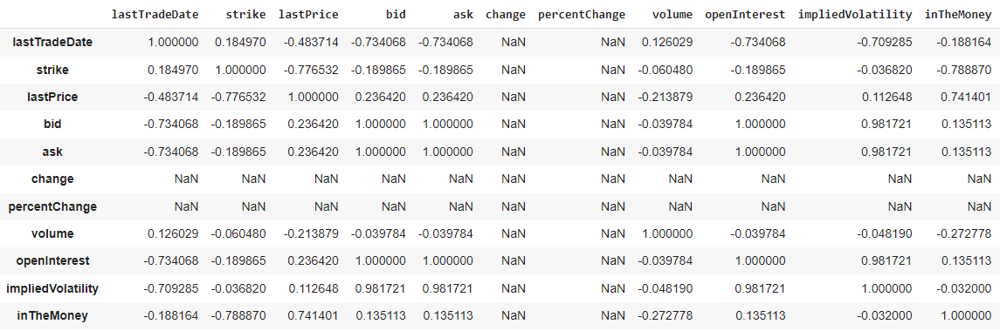 lastTradeDate strike lastPrice bid ask change percentChange volume openInterest impliedVolatility inTheMoney
lastTradeDate 1.000000 0.184970 -0.483714 -0.734068 -0.734068 NaN NaN 0.126029 -0.734068 -0.709285 -0.188164
strike 0.184970 1.000000 -0.776532 -0.189865 -0.189865 NaN NaN -0.060480 -0.189865 -0.036820 -0.788870
lastPrice -0.483714 -0.776532 1.000000 0.236420 0.236420 NaN NaN -0.213879 0.236420 0.112648 0.741401
bid -0.734068 -0.189865 0.236420 1.000000 1.000000 NaN NaN -0.039784 1.000000 0.981721 0.135113
ask -0.734068 -0.189865 0.236420 1.000000 1.000000 NaN NaN -0.039784 1.000000 0.981721 0.135113
change NaN NaN NaN NaN NaN NaN NaN NaN NaN NaN NaN
percentChange NaN NaN NaN NaN NaN NaN NaN NaN NaN NaN NaN
volume 0.126029 -0.060480 -0.213879 -0.039784 -0.039784 NaN NaN 1.000000 -0.039784 -0.048190 -0.272778
openInterest -0.734068 -0.189865 0.236420 1.000000 1.000000 NaN NaN -0.039784 1.000000 0.981721 0.135113
impliedVolatility -0.709285 -0.036820 0.112648 0.981721 0.981721 NaN NaN -0.048190 0.981721 1.000000 -0.032000
inTheMoney -0.188164 -0.788870 0.741401 0.135113 0.135113 NaN NaN -0.272778 0.135113 -0.032000 1.000000